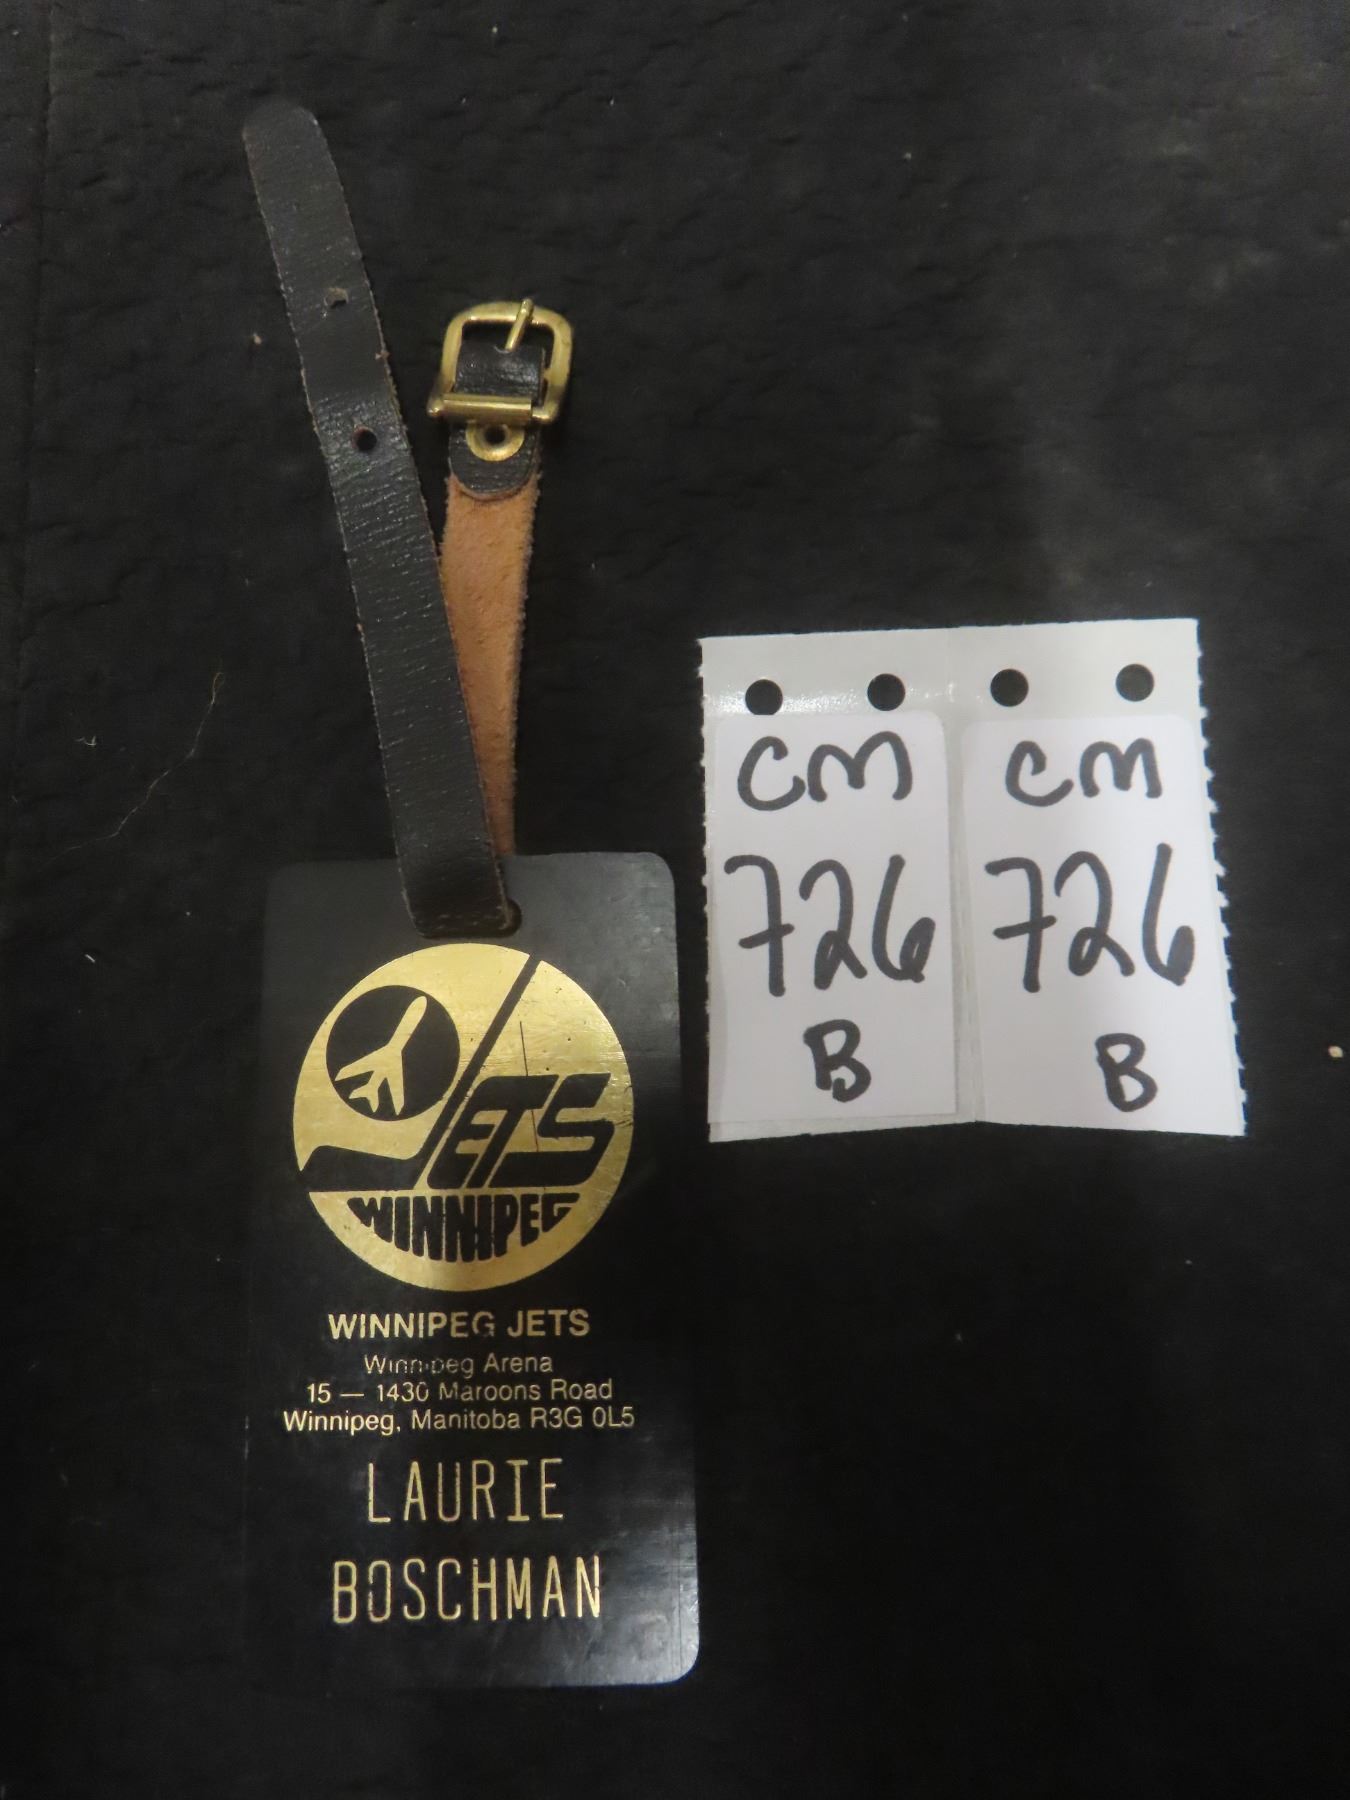 JETS
WINNIPEG
WINNIPEG JETS
Winnipeg Arena
15 — 1430 Maroons Road
Winnipeg, Manitoba R3G 0L5
LAURIE
BOSCHMAN
CM
726
B
CM
726
B